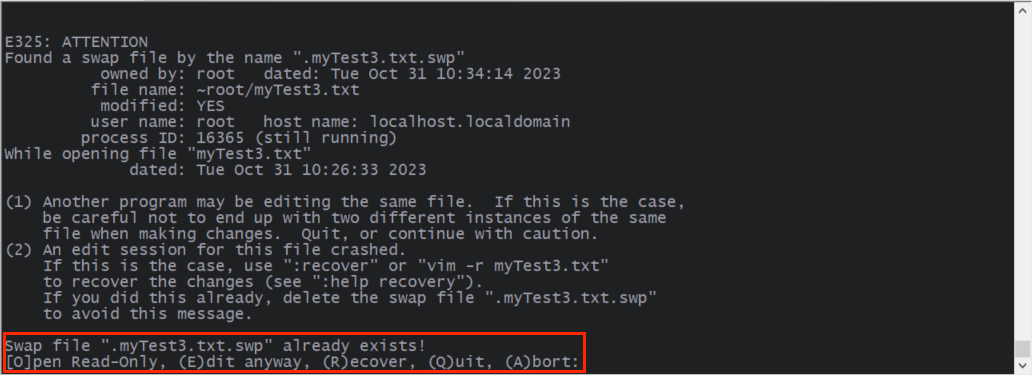 E325: ATTENTION
Found a swap file by the name ".myTest3.txt.swp"
          owned by: root   dated: Tue Oct 31 10:34:14 2023
         file name: ~root/myTest3.txt
          modified: YES
         user name: root   host name: localhost.localdomain
        process ID: 16365 (still running)
While opening file "myTest3.txt"
             dated: Tue Oct 31 10:26:33 2023
(1) Another program may be editing the same file.  If this is the case,
    be careful not to end up with two different instances of the same
    file when making changes.  Quit, or continue with caution.
(2) An edit session for this file crashed.
    If this is the case, use ":recover" or "vim -r myTest3.txt"
    to recover the changes (see ":help recovery").
    If you did this already, delete the swap file ".myTest3.txt.swp"
    to avoid this message.
Swap file ".myTest3.txt.swp" already exists!
[O]pen Read-Only, (E)dit anyway, (R)ecover, (Q)uit, (A)bort: